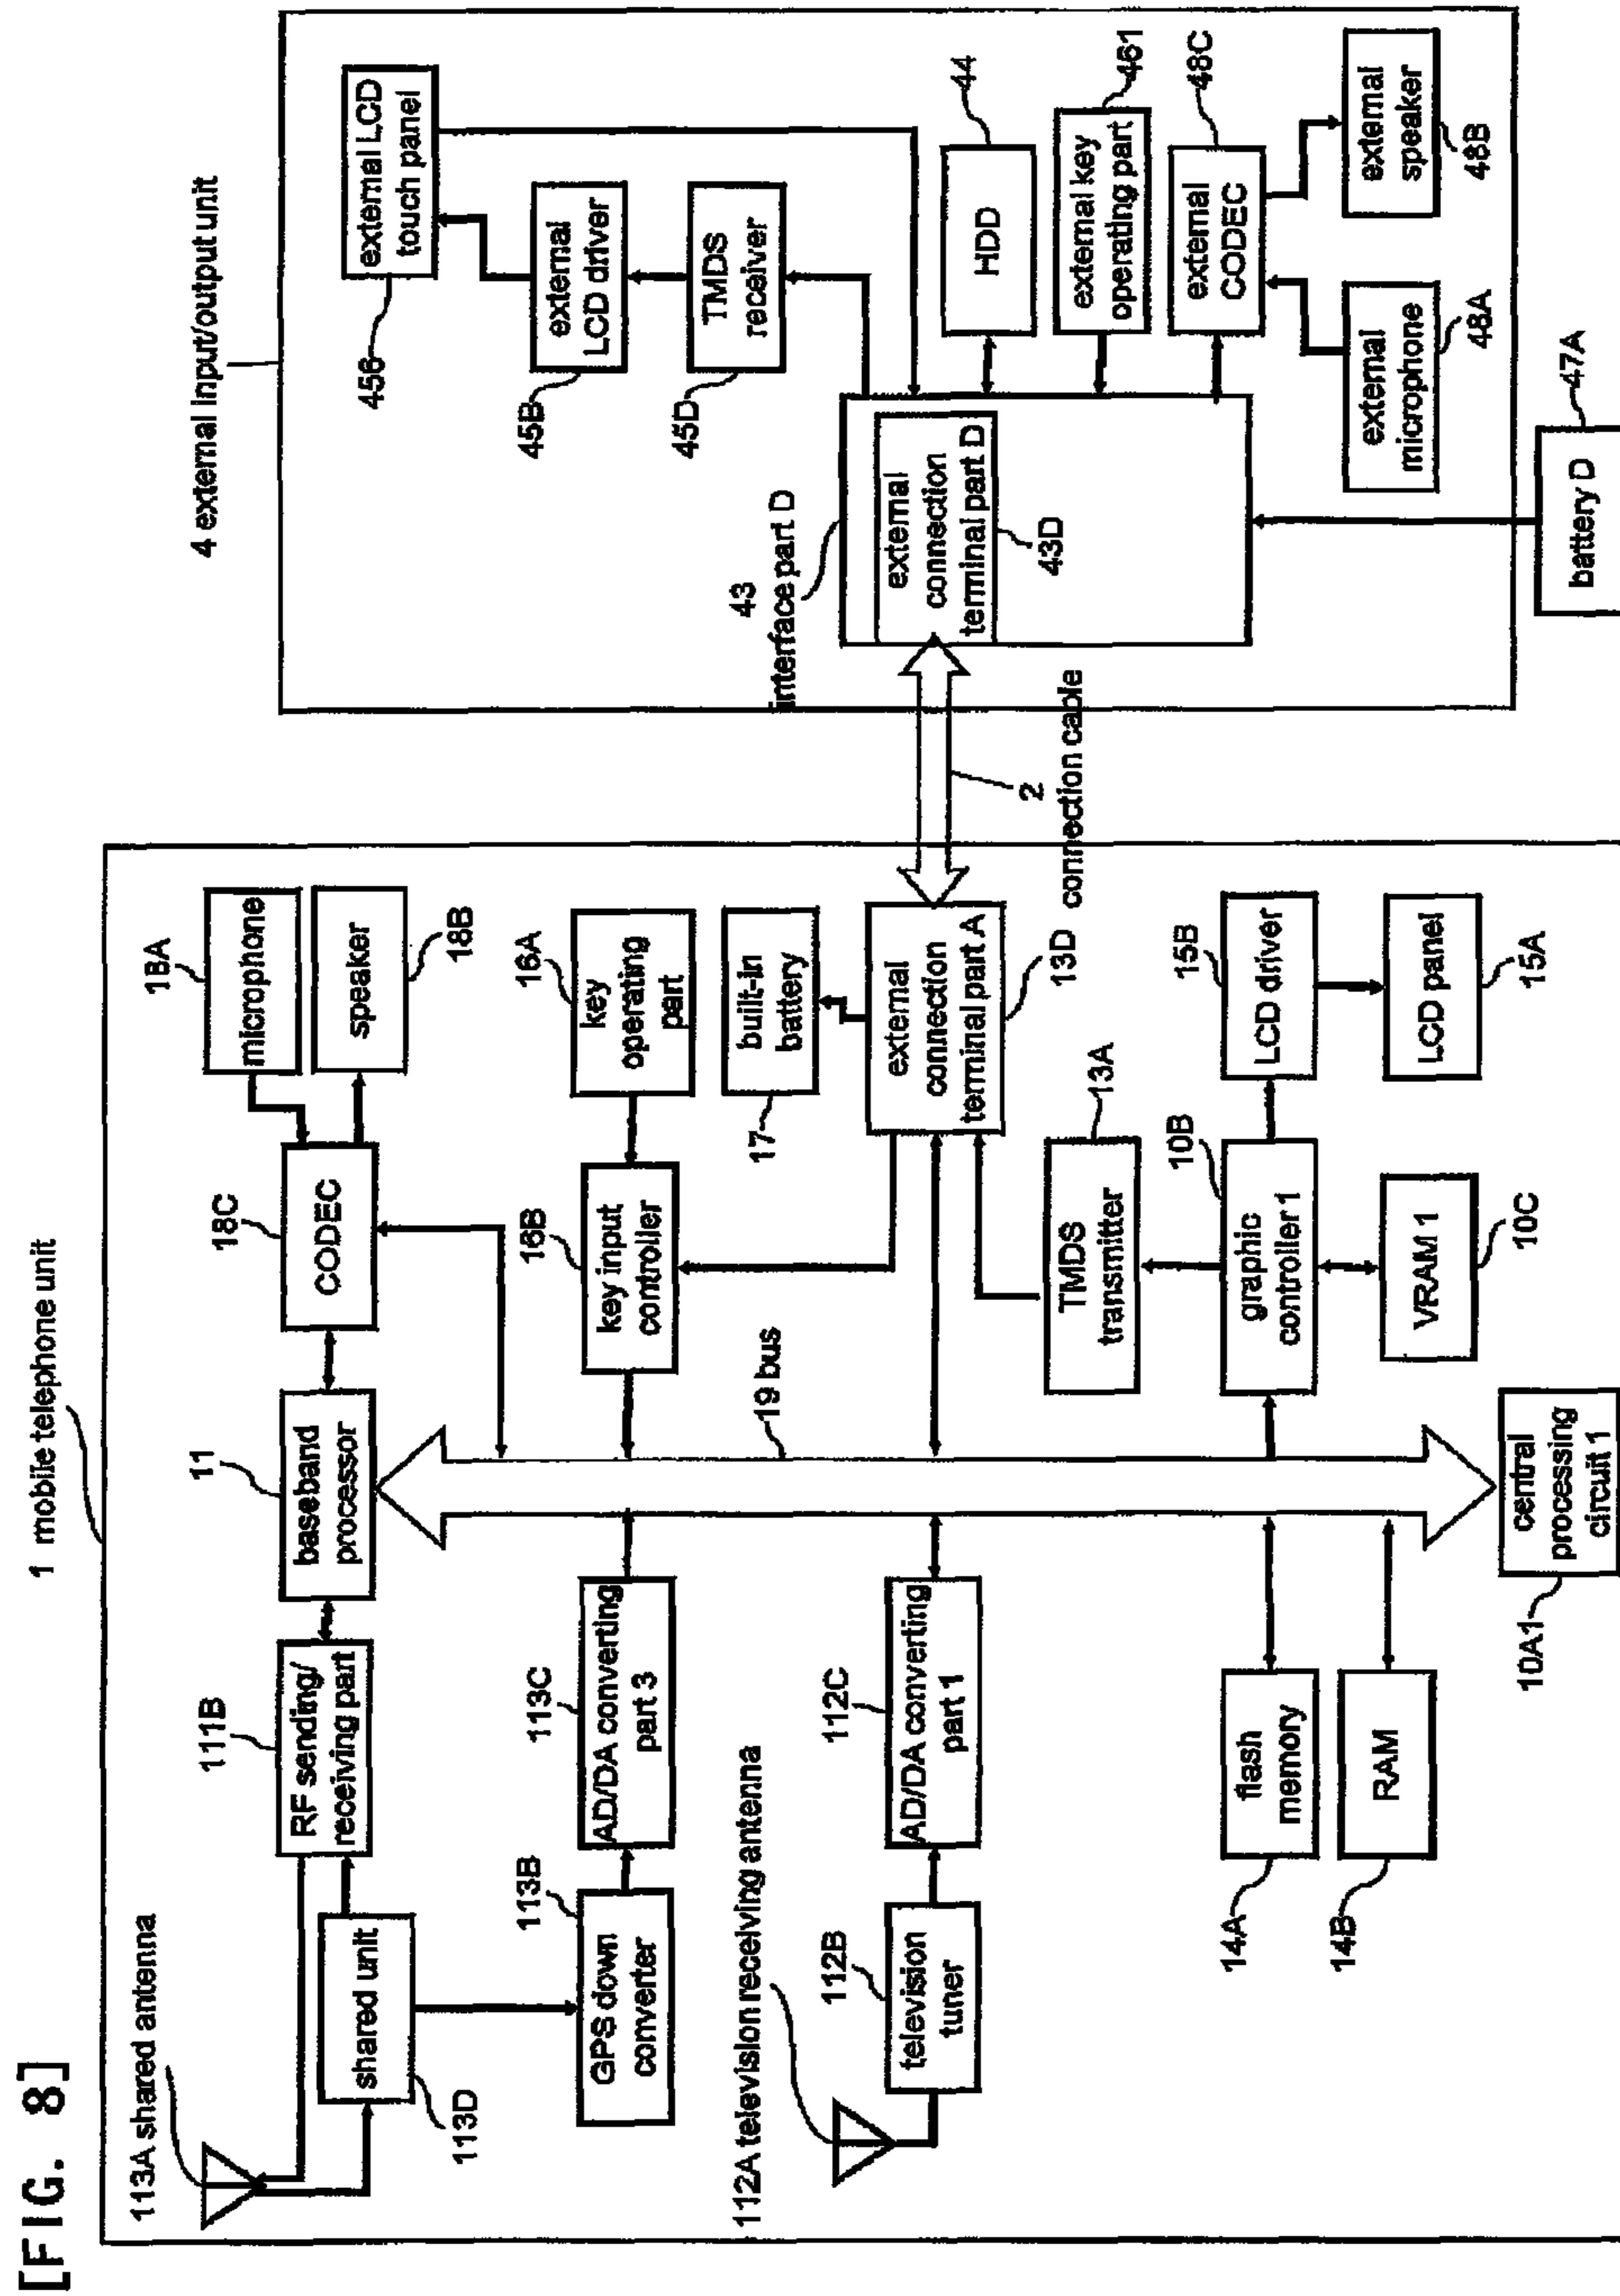 [FIG. 8]
1 mobile telephone unit
113A shared antenna
shared unit
113D
111B
RF sending/
receiving part
11
baseband
processor
18C
CODEC
18A
microphone
speaker
18B
113B
GPS down
converter
113C
AD/DA converting
part 3
16B
key input
controller
16A
key
operating
part
112A television receiving antenna
112B
television
tuner
112C
AD/DA converting
part 1
19 bus
17
built-in
battery
external
connection
terminal part A
13D
13A
TMDS
transmitter
14A
flash
memory
14B
RAM
10A1
central
processing
circuit 1
10B
graphic
controller1
VRAM 1
10C
15B
LCD driver
LCD panel
15A
2
connection cable
4 external input/output unit
456
external LCD
touch panel
45B
external
LCD driver
45D
TMDS
receiver
43
interface part D
external
connection
terminal part D
43D
HDD
44
external key
operating part
461
external
CODEC
48C
external
microphone
48A
external
speaker
48B
battery D
47A